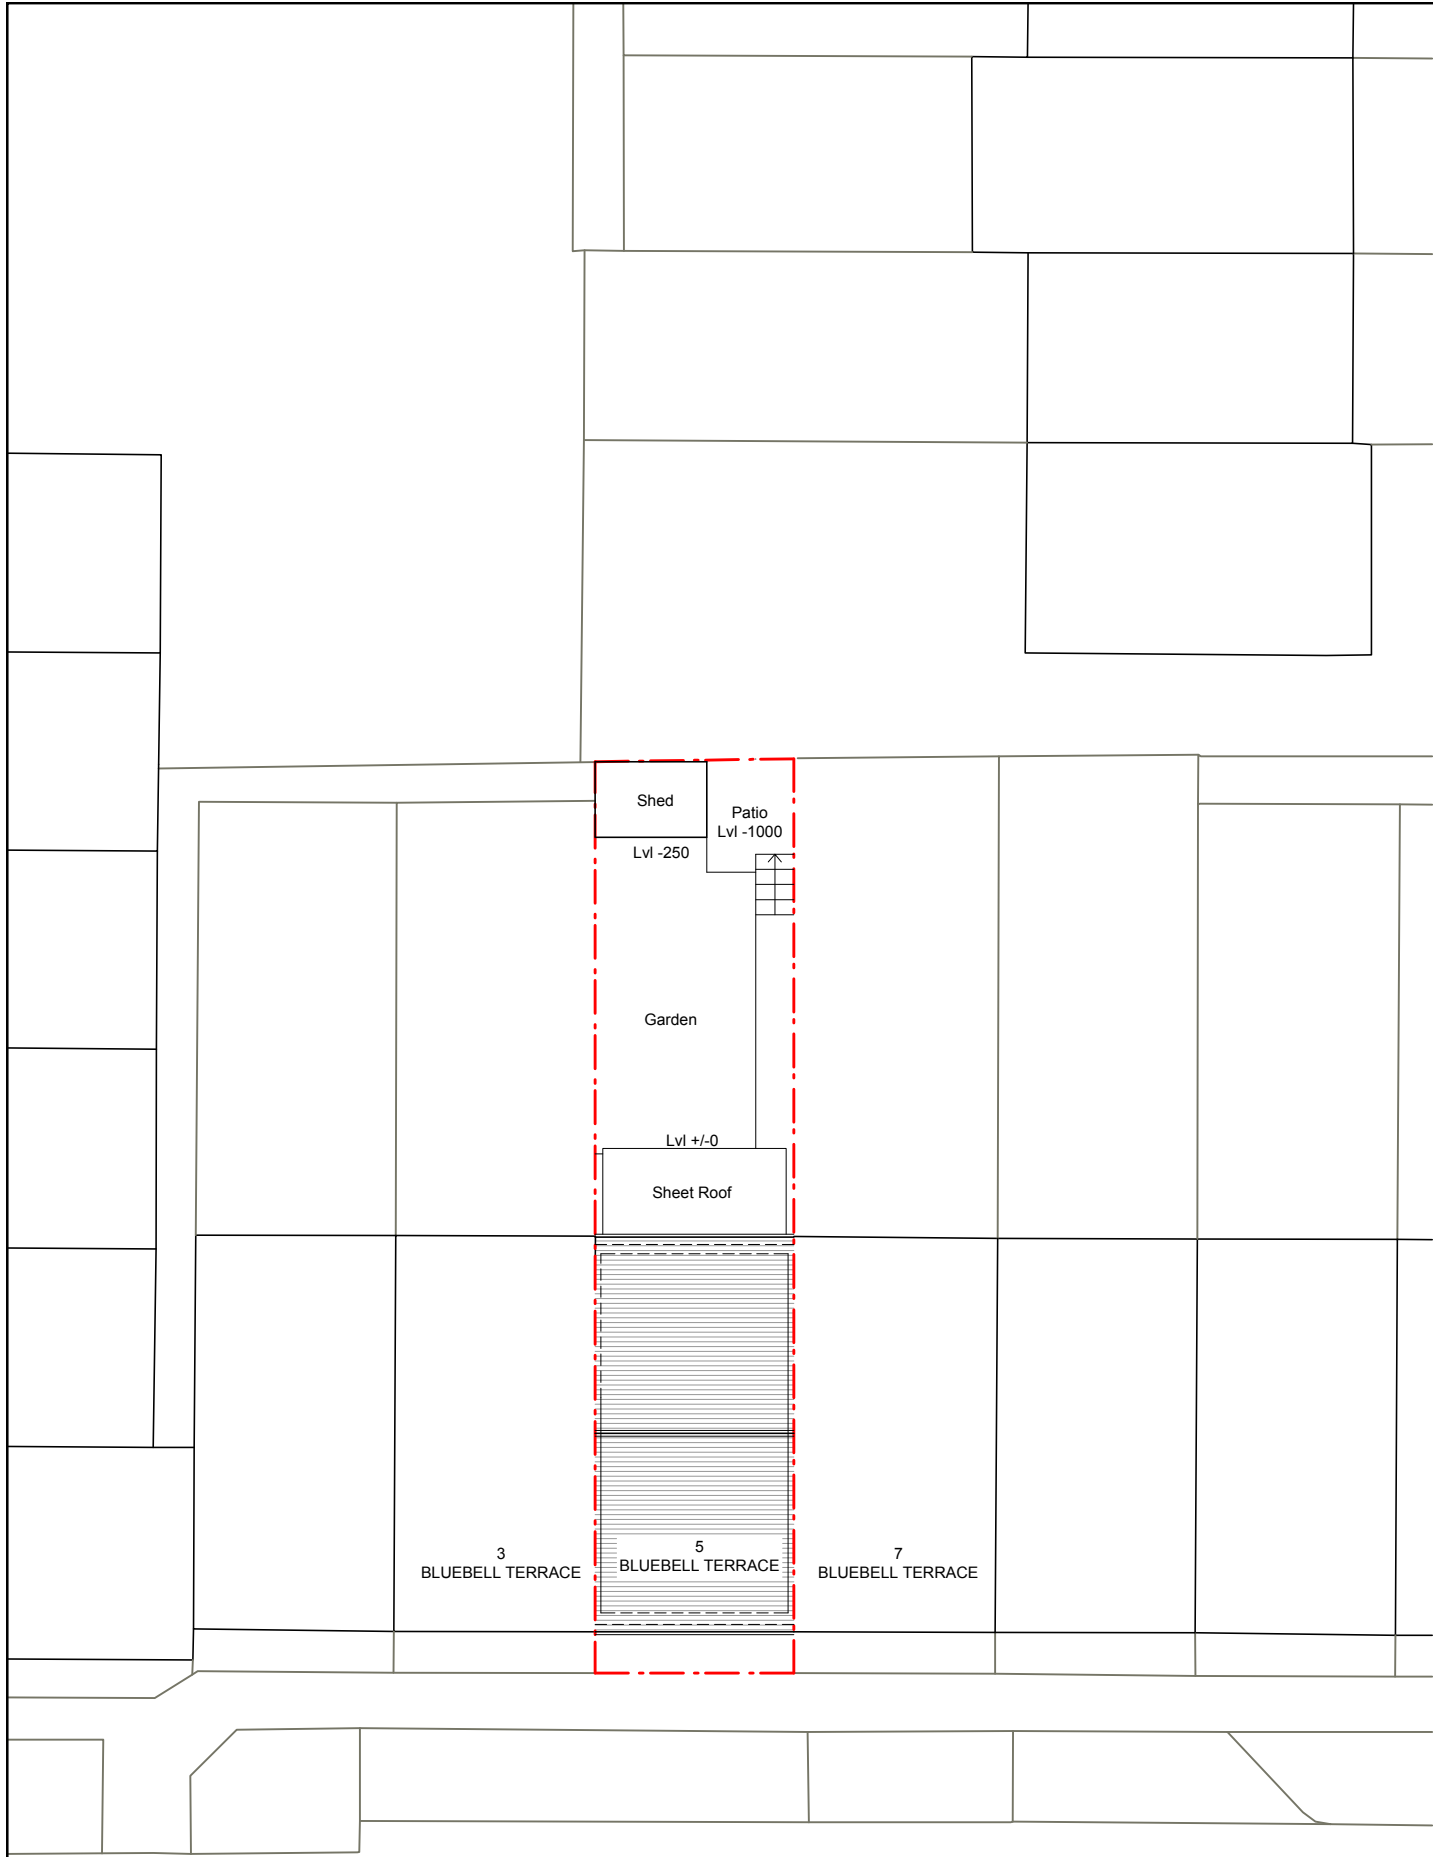 Shed
Patio
Lvl -1000
Lvl -250
Garden
Lvl +/-0
Sheet Roof
3
BLUEBELL TERRACE
5
BLUEBELL TERRACE
7
BLUEBELL TERRACE